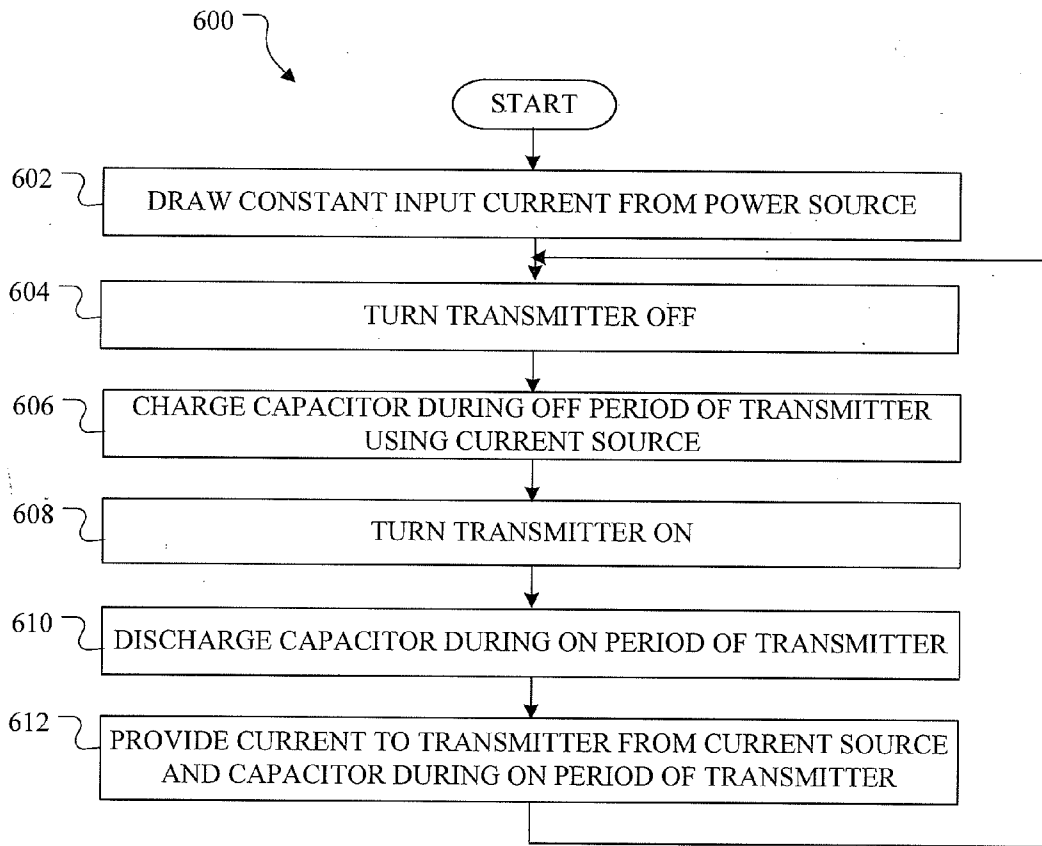 600
START
602
DRAW CONSTANT INPUT CURRENT FROM POWER SOURCE
604
TURN TRANSMITTER OFF
606
CHARGE CAPACITOR DURING OFF PERIOD OF TRANSMITTER
USING CURRENT SOURCE
608
TURN TRANSMITTER ON
610
DISCHARGE CAPACITOR DURING ON PERIOD OF TRANSMITTER
612
PROVIDE CURRENT TO TRANSMITTER FROM CURRENT SOURCE
AND CAPACITOR DURING ON PERIOD OF TRANSMITTER